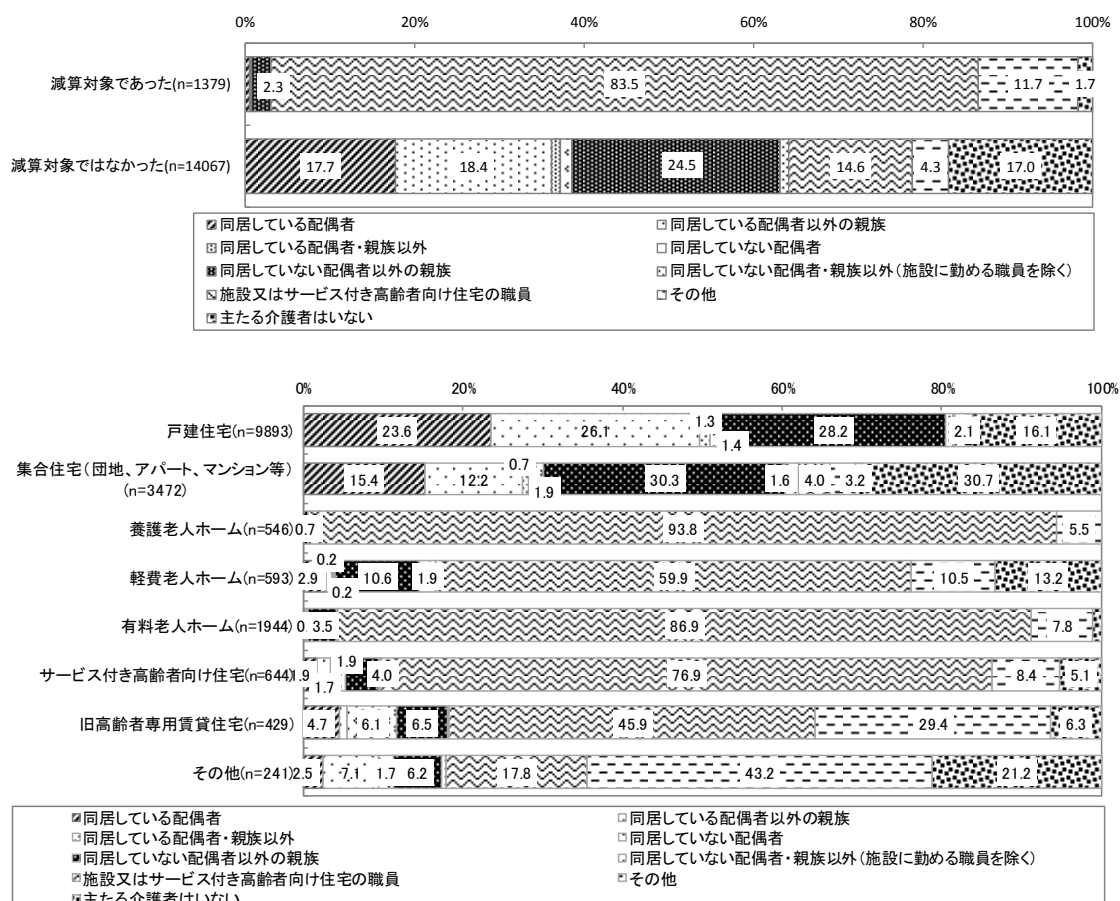 0% 20% 40% 60% 80% 100%
減算対象であった(n=1379) 2.3 83.5 11.7 1.7
減算対象ではなかった(n=14067) 17.7 18.4 24.5 14.6 4.3 17.0
同居している配偶者 同居している配偶者以外の親族
同居している配偶者・親族以外 同居していない配偶者
同居していない配偶者以外の親族 同居していない配偶者・親族以外(施設に勤める職員を除く)
施設又はサービス付き高齢者向け住宅の職員 その他
主たる介護者はいない
0% 20% 40% 60% 80% 100%
戸建住宅(n=9893) 23.6 26.1 1.3 1.4 28.2 2.1 16.1
集合住宅(団地、アパート、マンション等)
(n=3472) 15.4 12.2 0.7 1.9 30.3 1.6 4.0 3.2 30.7
養護老人ホーム(n=546) 0.7 93.8 5.5
軽費老人ホーム(n=593) 2.9 0.2 0.2 10.6 1.9 59.9 10.5 13.2
有料老人ホーム(n=1944) 3.5 86.9 7.8
サービス付き高齢者向け住宅(n=644) 1.9 1.7 1.9 4.0 76.9 8.4 5.1
旧高齢者専用賃貸住宅(n=429) 4.7 6.1 6.5 45.9 29.4 6.3
その他(n=241) 2.5 7.1 1.7 6.2 17.8 43.2 21.2
同居している配偶者 同居している配偶者以外の親族
同居している配偶者・親族以外 同居していない配偶者
同居していない配偶者以外の親族 同居していない配偶者・親族以外(施設に勤める職員を除く)
施設又はサービス付き高齢者向け住宅の職員 その他
主たる介護者はいない